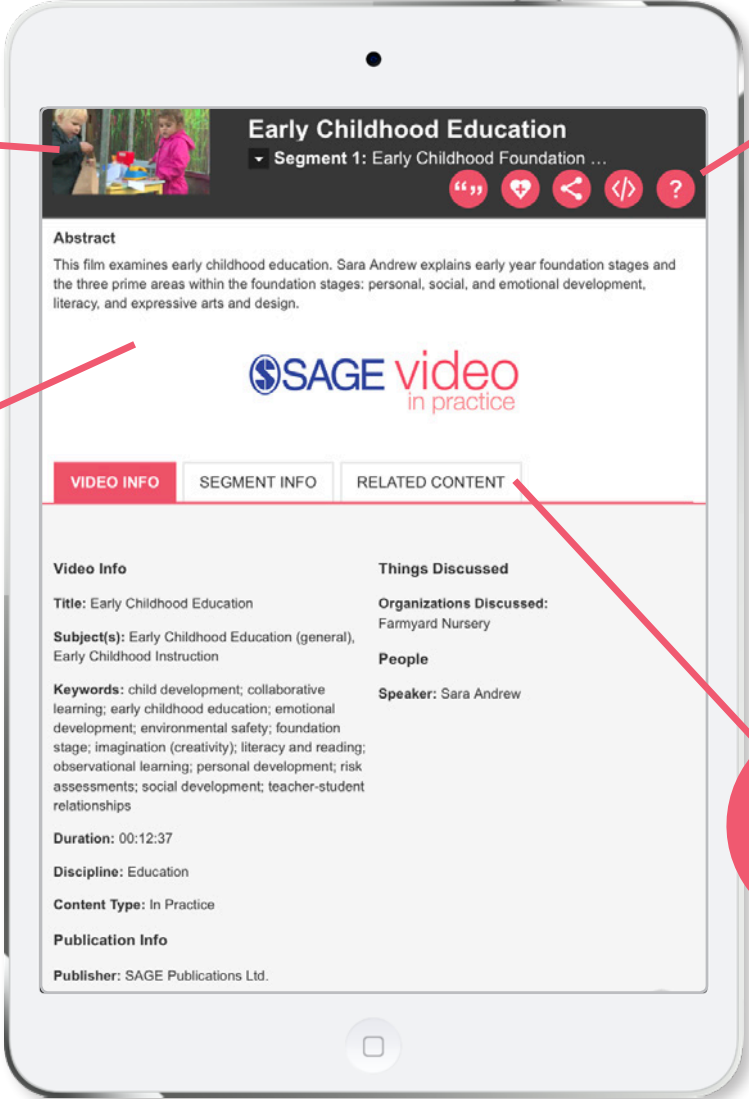 Early Childhood Education
Segment 1: Early Childhood Foundation ...
“ ” </> ?
Abstract
This film examines early childhood education. Sara Andrew explains early year foundation stages and
the three prime areas within the foundation stages: personal, social, and emotional development,
literacy, and expressive arts and design.
SAGE video
in practice
VIDEO INFO SEGMENT INFO RELATED CONTENT
Video Info
Title: Early Childhood Education
Subject(s): Early Childhood Education (general),
Early Childhood Instruction
Keywords: child development; collaborative
learning; early childhood education; emotional
development; environmental safety; foundation
stage; imagination (creativity); literacy and reading;
observational learning; personal development; risk
assessments; social development; teacher-student
relationships
Duration: 00:12:37
Discipline: Education
Content Type: In Practice
Publication Info
Publisher: SAGE Publications Ltd.
Things Discussed
Organizations Discussed:
Farmyard Nursery
People
Speaker: Sara Andrew